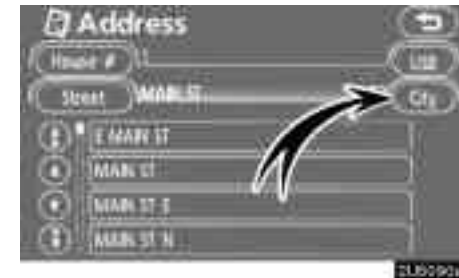 Address
House #
List
Street MAIN ST
City
E MAIN ST
MAIN ST
MAIN ST E
MAIN ST N